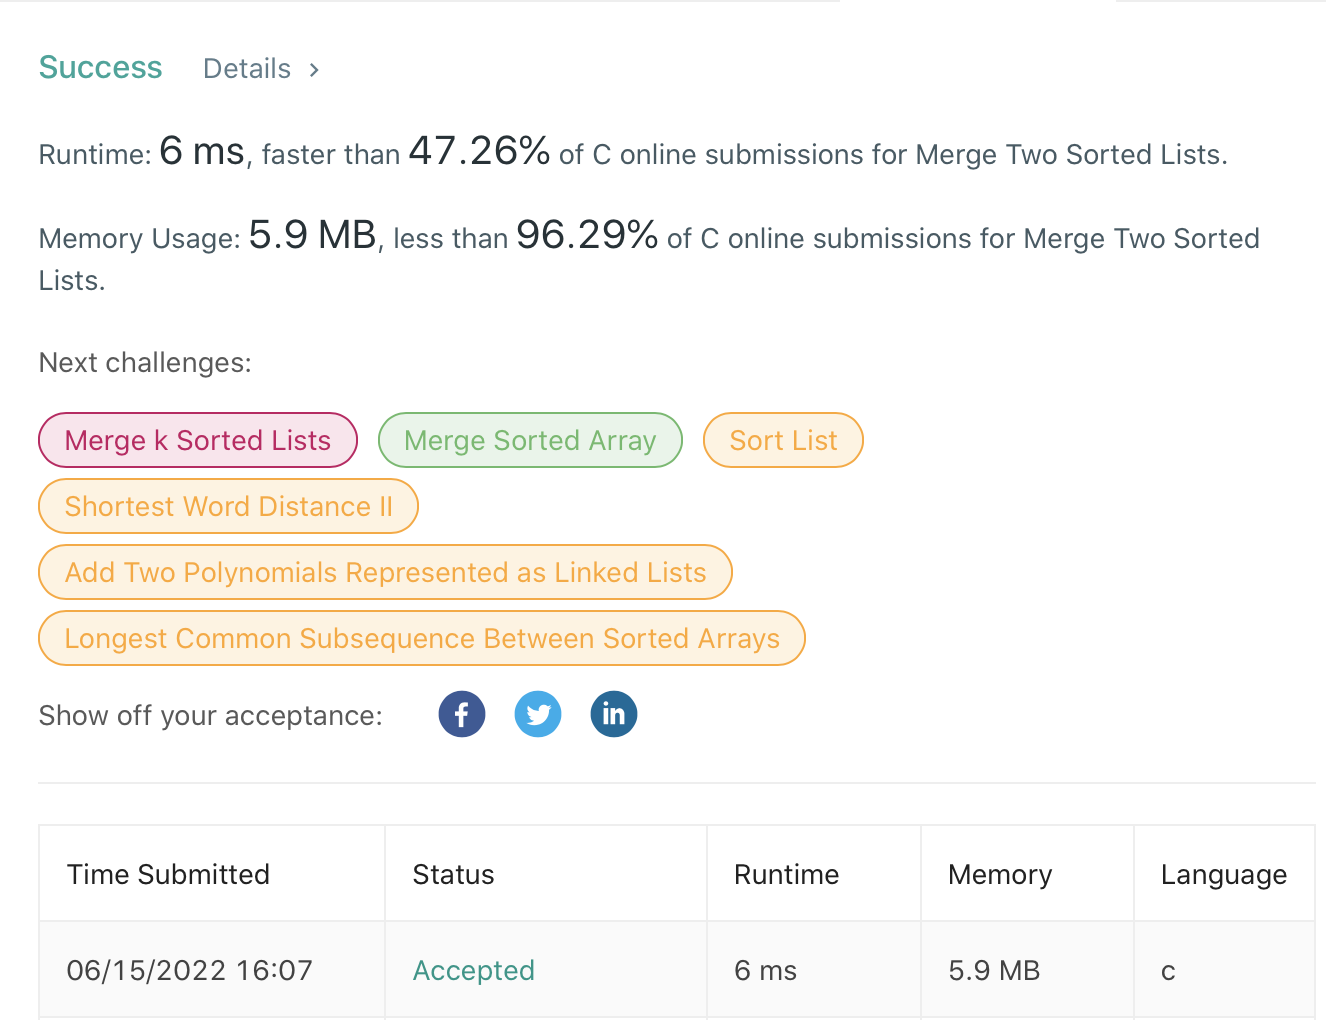 Success Details >
Runtime: 6 ms, faster than 47.26% of C online submissions for Merge Two Sorted Lists.
Memory Usage: 5.9 MB, less than 96.29% of C online submissions for Merge Two Sorted
Lists.
Next challenges:
Merge k Sorted Lists Merge Sorted Array Sort List
Shortest Word Distance II
Add Two Polynomials Represented as Linked Lists
Longest Common Subsequence Between Sorted Arrays
Show off your acceptance: f in
Time Submitted Status Runtime Memory Language
06/15/2022 16:07 Accepted 6 ms 5.9 MB c